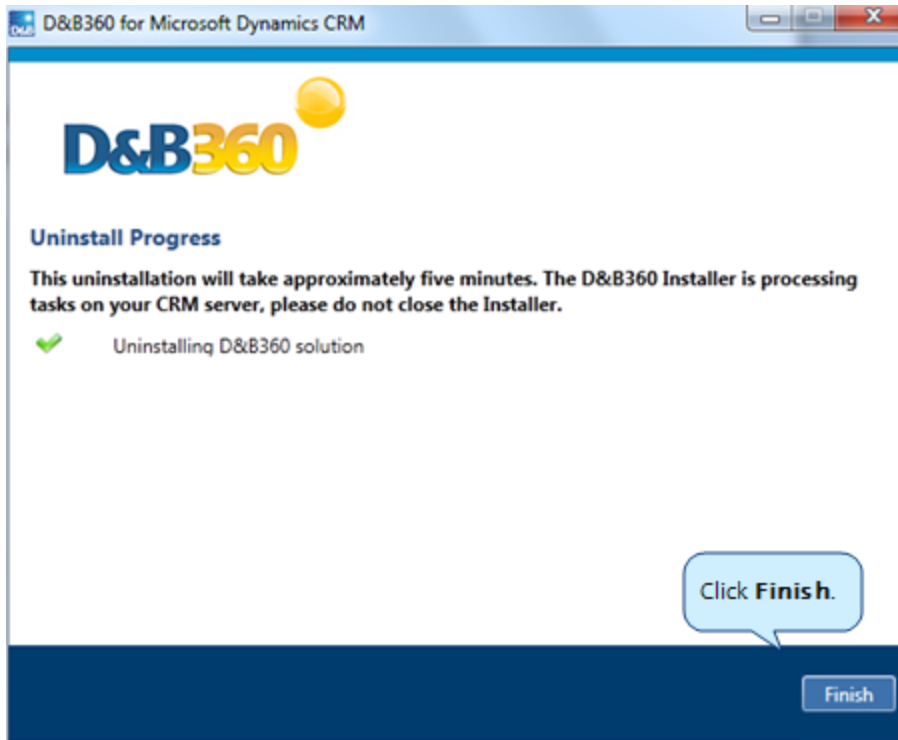 D&B360 for Microsoft Dynamics CRM
D&B360
Uninstall Progress
This uninstallation will take approximately five minutes. The D&B360 Installer is processing
tasks on your CRM server, please do not close the Installer.
Uninstalling D&B360 solution
Click Finish.
Finish